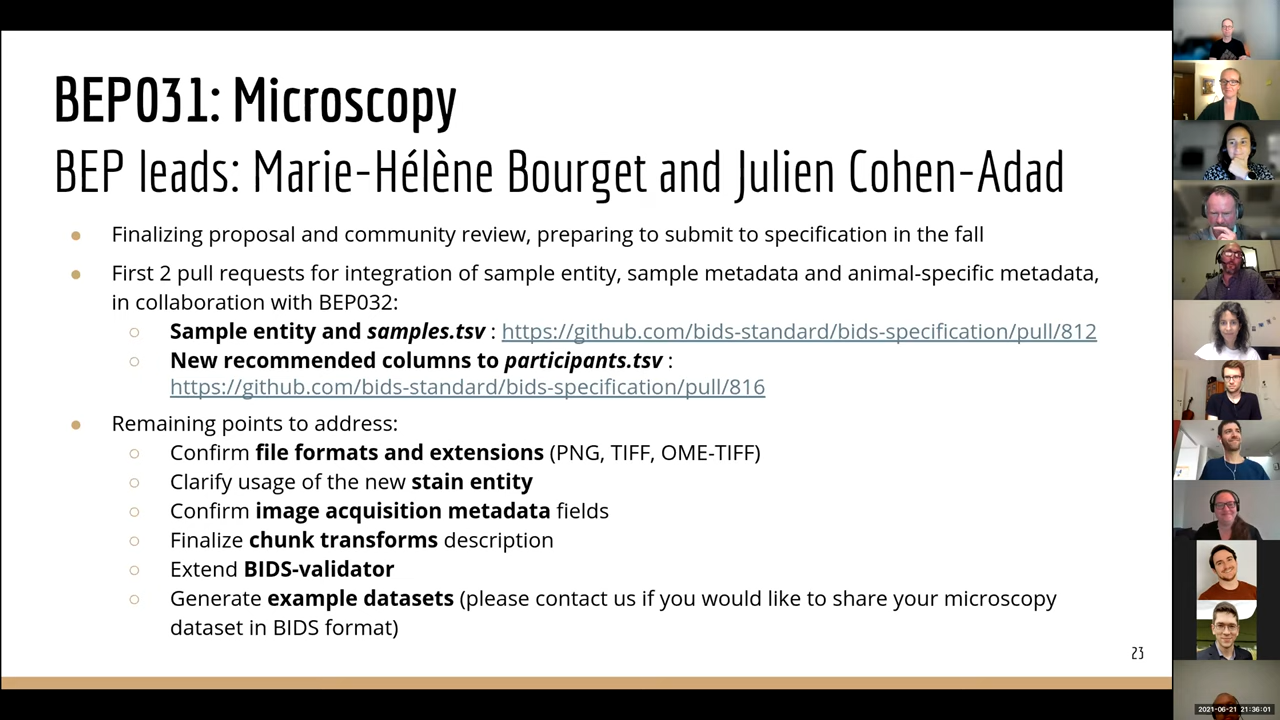 BEP031: Microscopy
BEP leads: Marie-Hélène Bourget and Julien Cohen-Adad
● Finalizing proposal and community review, preparing to submit to specification in the fall
● First 2 pull requests for integration of sample entity, sample metadata and animal-specific metadata,
in collaboration with BEP032:
○ Sample entity and samples.tsv : https://github.com/bids-standard/bids-specification/pull/812
○ New recommended columns to participants.tsv :
https://github.com/bids-standard/bids-specification/pull/816
● Remaining points to address:
○ Confirm file formats and extensions (PNG, TIFF, OME-TIFF)
○ Clarify usage of the new stain entity
○ Confirm image acquisition metadata fields
○ Finalize chunk transforms description
○ Extend BIDS-validator
○ Generate example datasets (please contact us if you would like to share your microscopy
dataset in BIDS format)
23
2021-06-21 21:36:01